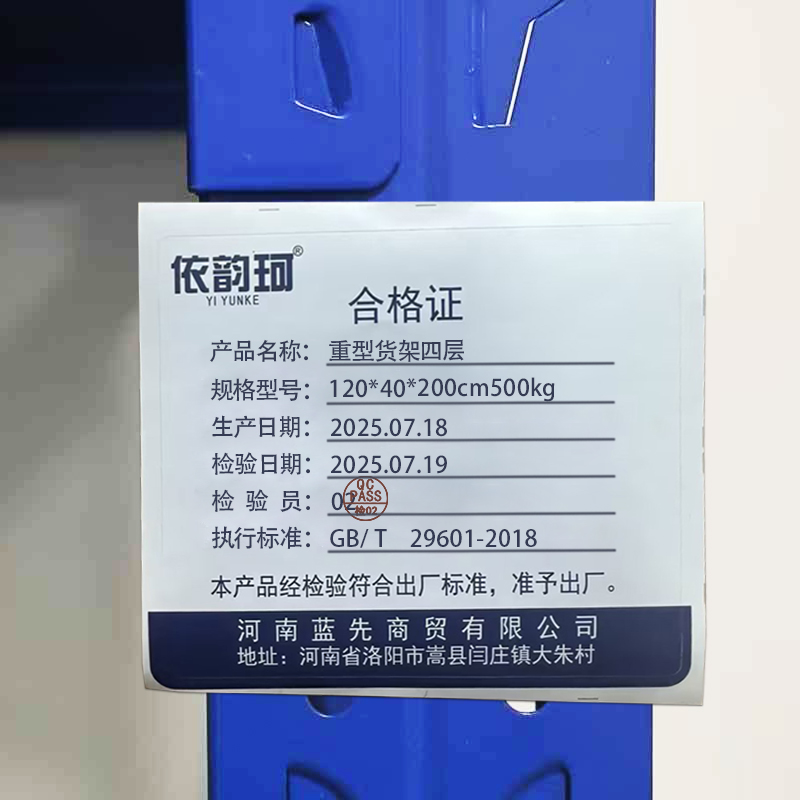 依韵珂®
YI YUNKE
合格证
产品名称：重型货架四层
规格型号：120*40*200cm500kg
生产日期：2025.07.18
检验日期：2025.07.19
检 验 员：02
QC
PASS
检02
执行标准：GB/ T 29601-2018
本产品经检验符合出厂标准，准予出厂。
河南蓝先商贸有限公司
地址：河南省洛阳市嵩县闫庄镇大朱村